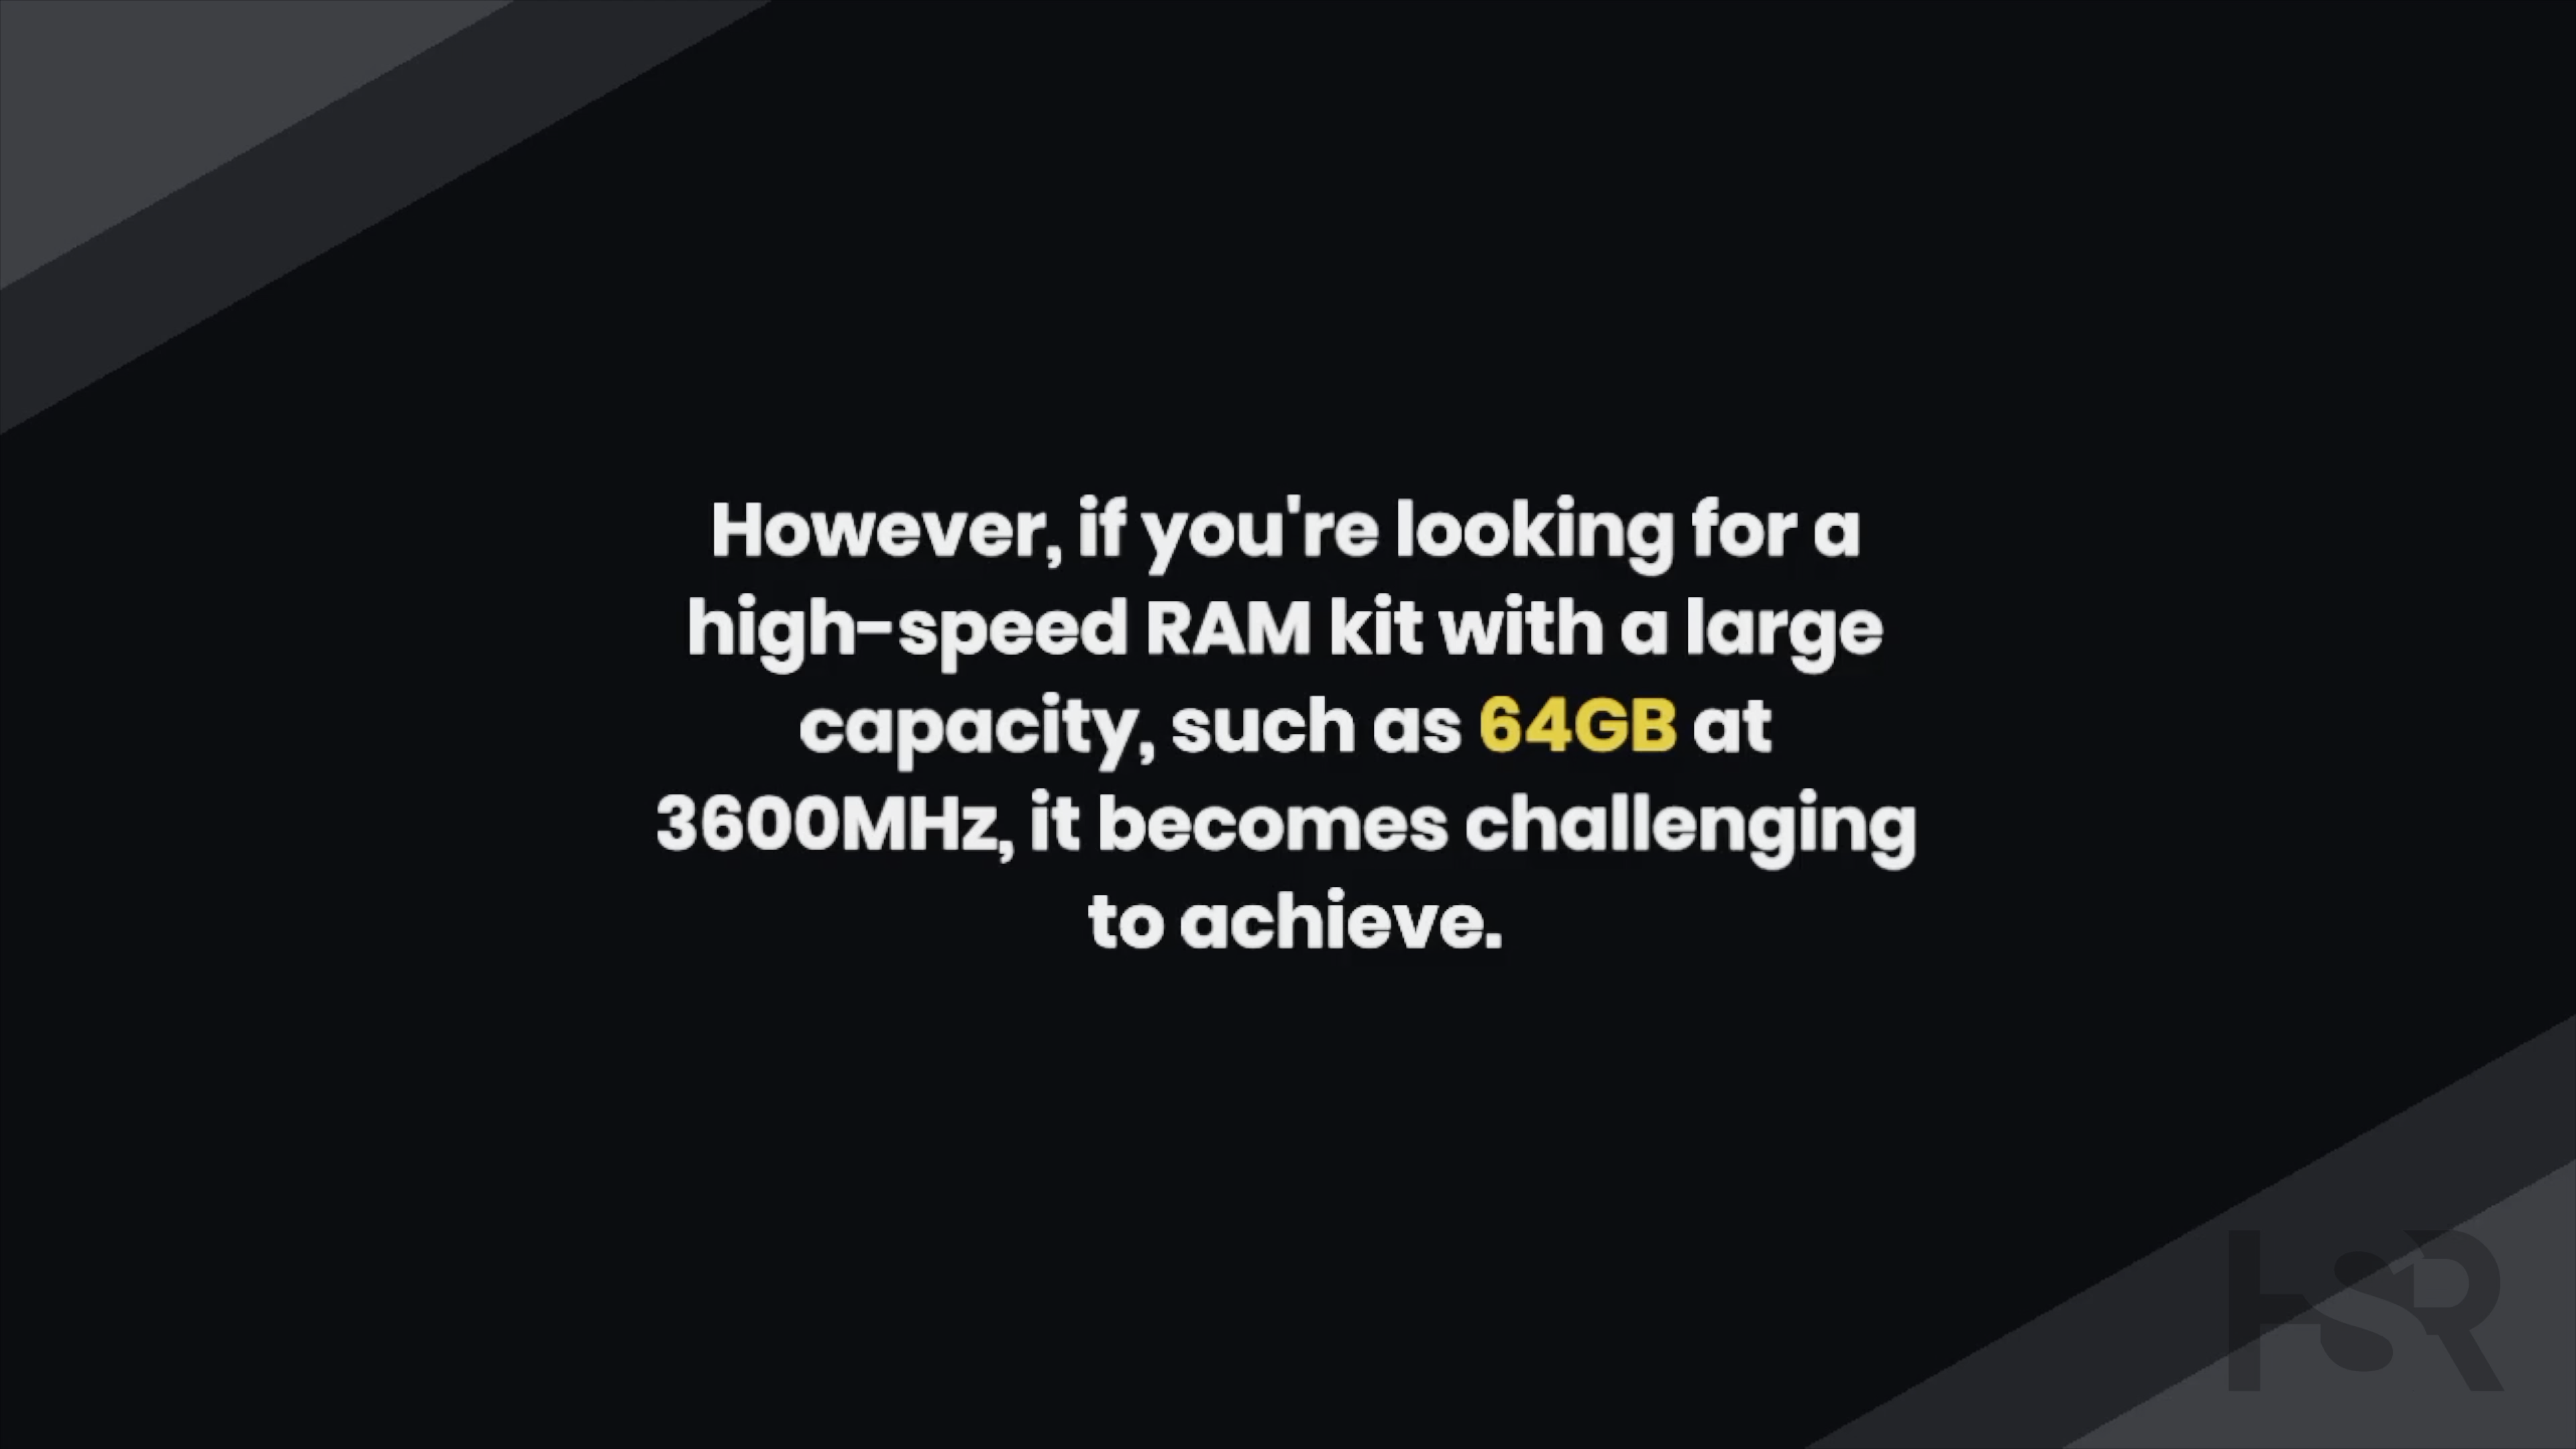 However, if you're looking for a
high-speed RAM kit with a large
capacity, such as 64GB at
3600MHz, it becomes challenging
to achieve.
HSR